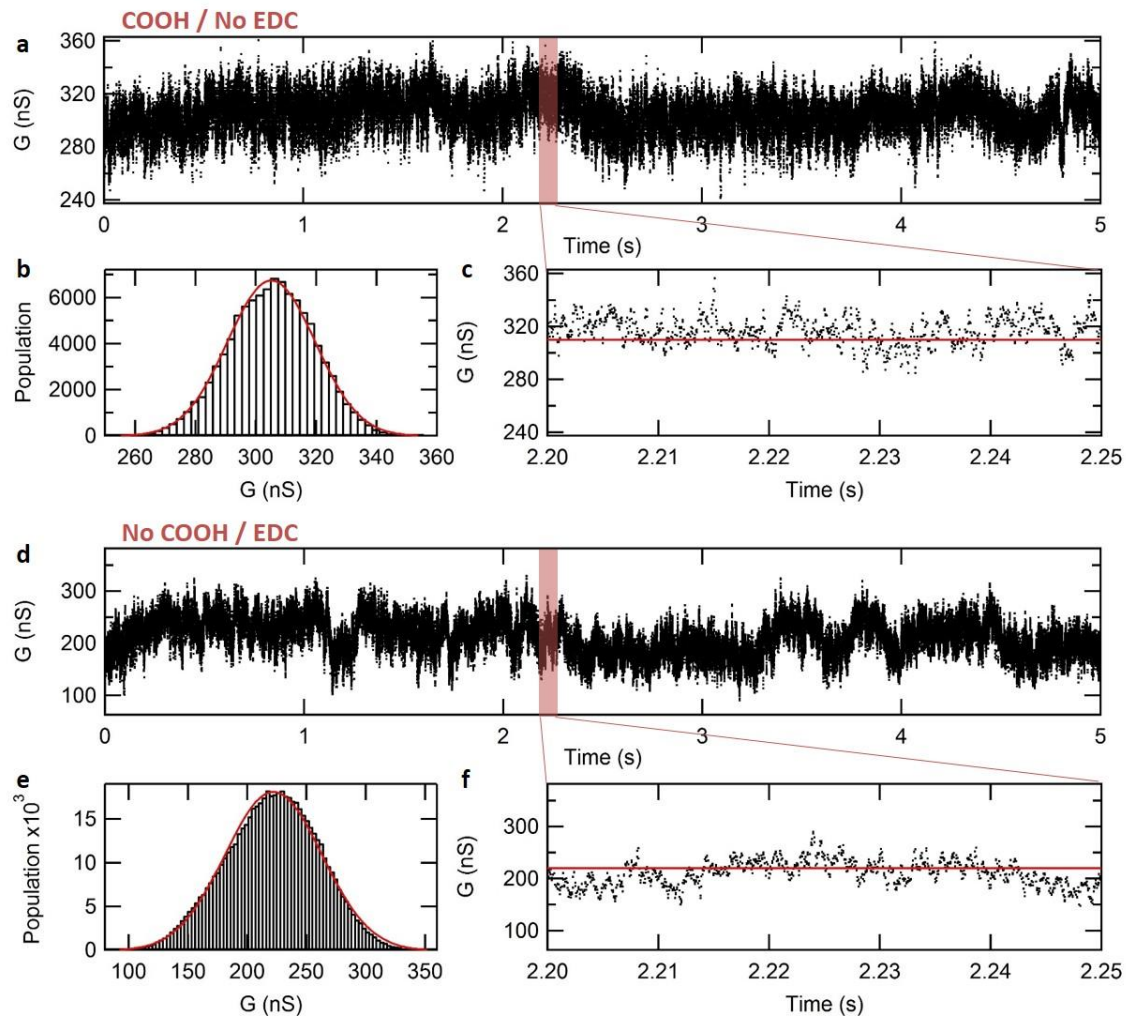 COOH / No EDC
a
G (nS)
360
320
280
240
0 1 2 3 4 5
Time (s)
b
Population
6000
4000
2000
0
260 280 300 320 340 360
G (nS)
c
G (nS)
360
320
280
240
2.20 2.21 2.22 2.23 2.24 2.25
Time (s)
No COOH / EDC
d
G (nS)
300
200
100
0 1 2 3 4 5
Time (s)
e
Population x10³
15
10
5
0
100 150 200 250 300 350
G (nS)
f
G (nS)
300
200
100
2.20 2.21 2.22 2.23 2.24 2.25
Time (s)